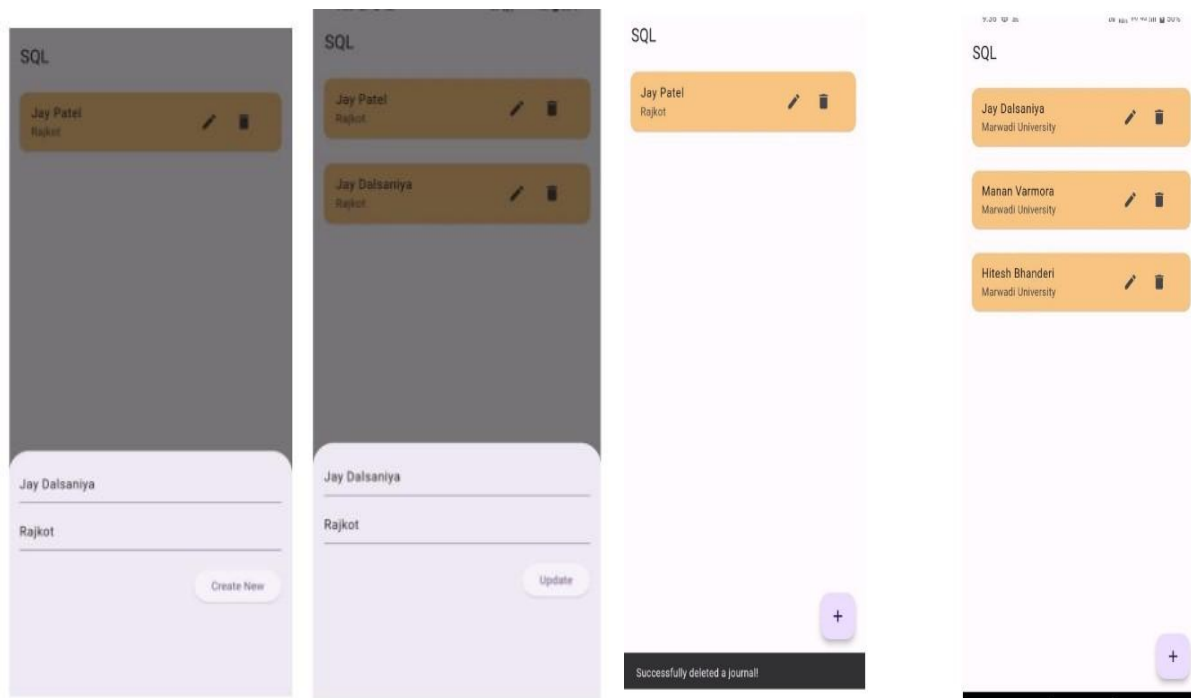 SQL
Jay Patel
Rajkot
Jay Dalsaniya
Rajkot
Create New
SQL
Jay Patel
Rajkot
Jay Dalsaniya
Rajkot
Jay Dalsaniya
Rajkot
Update
SQL
Jay Patel
Rajkot
+
Successfully deleted a journal!
SQL
Jay Dalsaniya
Marwadi University
Manan Varmora
Marwadi University
Hitesh Bhanderi
Marwadi University
+